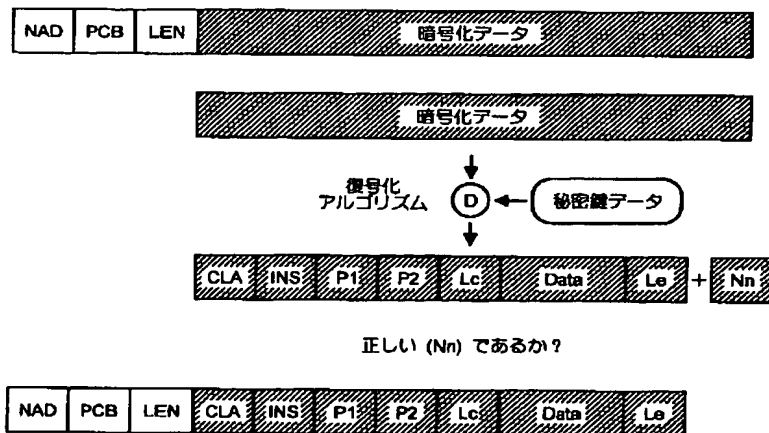 NAD PCB LEN 暗号化データ
暗号化データ
復号化
アルゴリズム D 秘密鍵データ
CLA INS P1 P2 Lc Data Le + Nn
正しい (Nn) であるか?
NAD PCB LEN CLA INS P1 P2 Lc Data Le